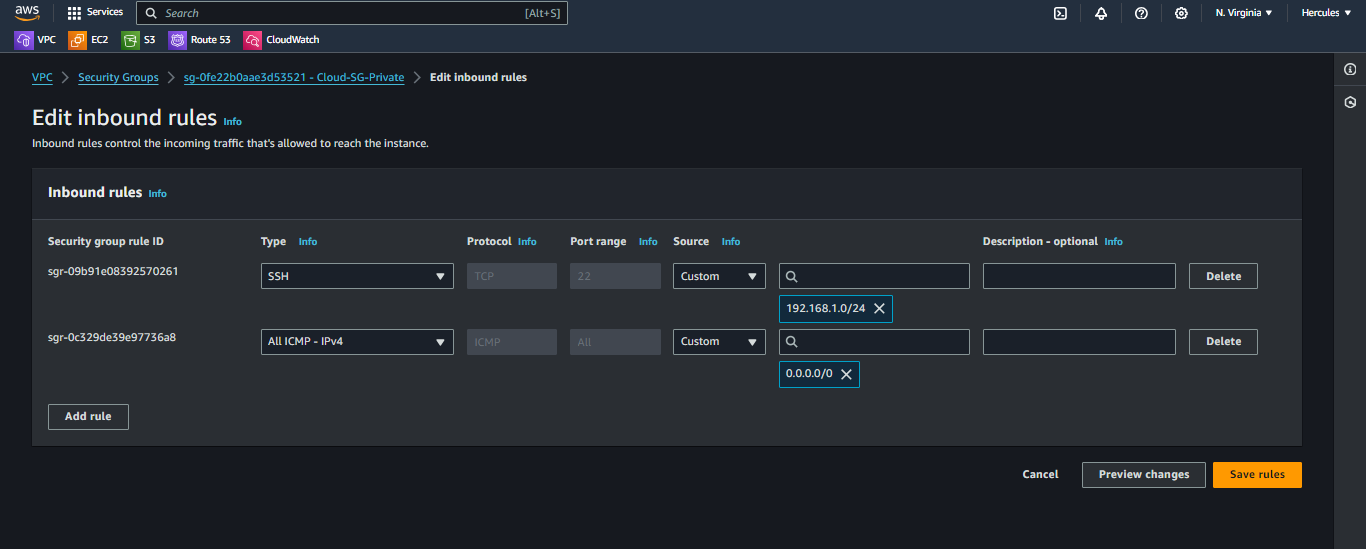 aws Services Search [Alt+S] N. Virginia Hercules
VPC EC2 S3 Route 53 CloudWatch
VPC > Security Groups > sg-0fe22b0aae3d53521 - Cloud-SG-Private > Edit inbound rules
Edit inbound rules Info
Inbound rules control the incoming traffic that's allowed to reach the instance.
Inbound rules Info
Security group rule ID Type Info Protocol Info Port range Info Source Info Description - optional Info
sgr-09b91e08392570261 SSH TCP 22 Custom Delete
192.168.1.0/24
sgr-0c329de39e97736a8 All ICMP - IPv4 ICMP All Custom Delete
0.0.0.0/0
Add rule
Cancel Preview changes Save rules